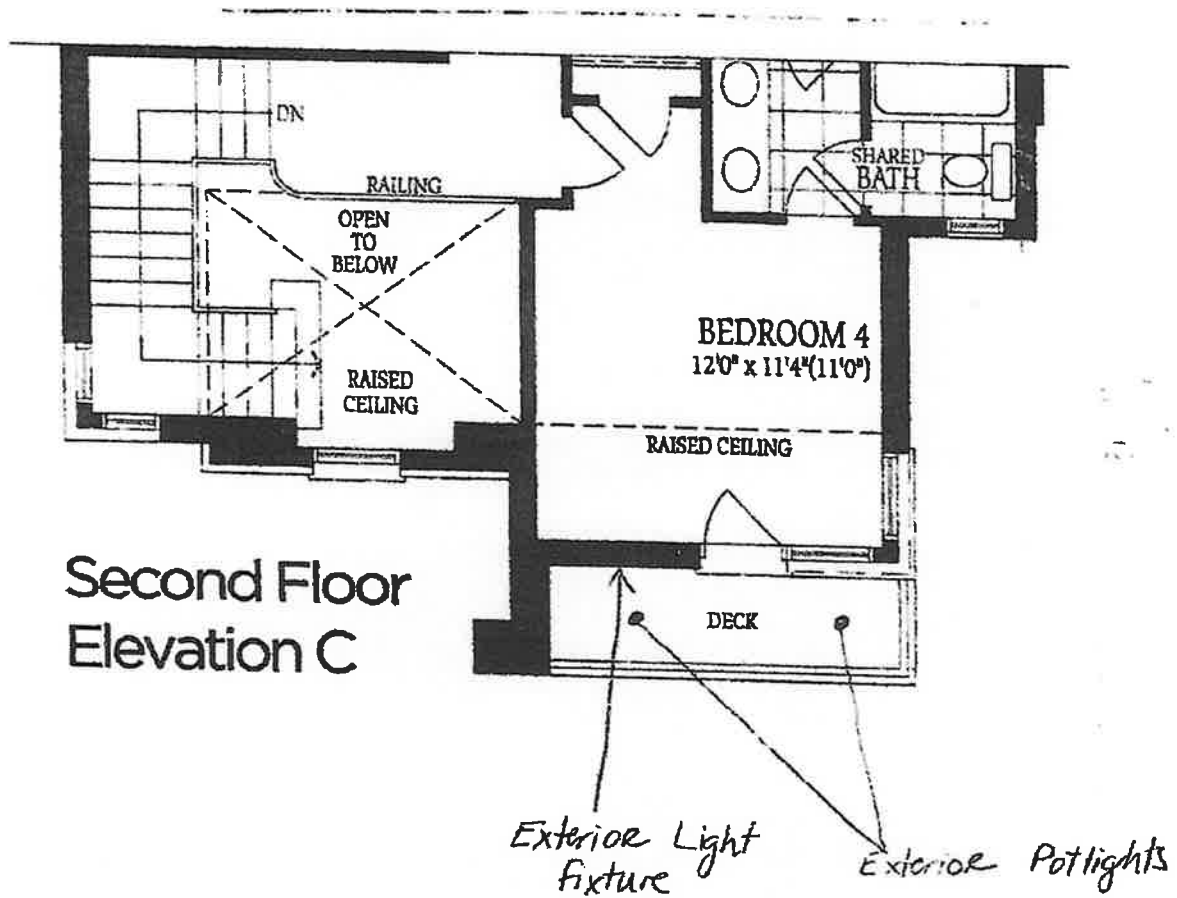 DN
RAILING
OPEN
TO
BELOW
RAISED
CEILING
SHARED
BATH
BEDROOM 4
12'0" x 11'4"(11'0")
RAISED CEILING
DECK
Second Floor
Elevation C
Exterior Light
fixture
Exterior Potlights